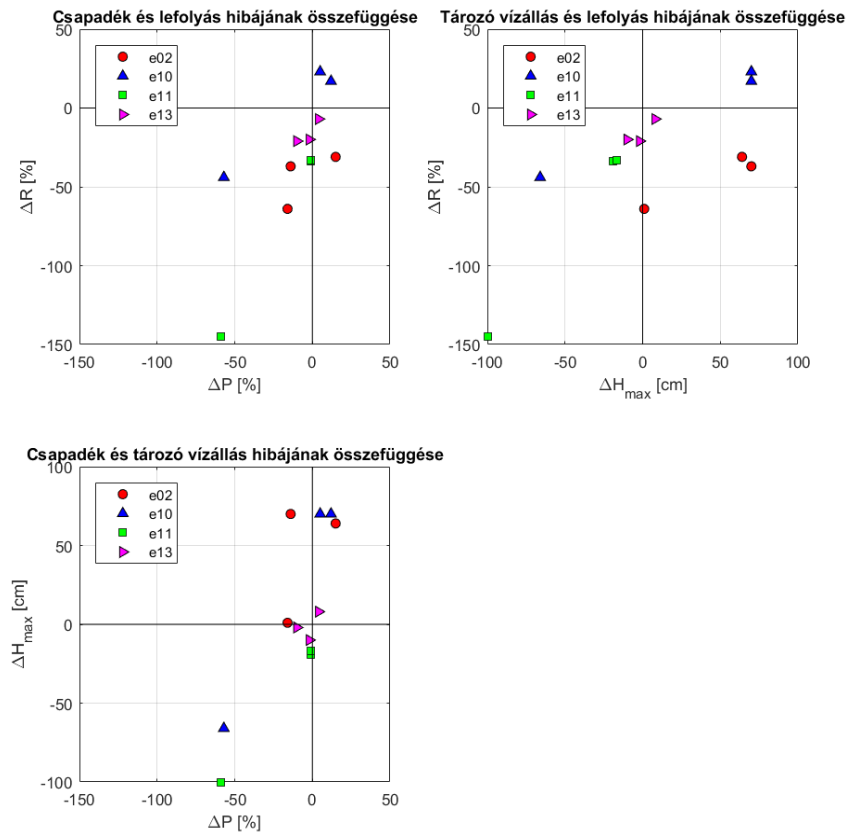 Csapadék és lefolyás hibájának összefüggése
e02
e10
e11
e13
50
0
-50
-100
-150
ΔR [%]
-150
-100
-50
0
50
ΔP [%]
Tározó vízállás és lefolyás hibájának összefüggése
e02
e10
e11
e13
50
0
-50
-100
-150
ΔR [%]
-100
-50
0
50
100
ΔHmax [cm]
Csapadék és tározó vízállás hibájának összefüggése
e02
e10
e11
e13
100
50
0
-50
-100
ΔHmax [cm]
-150
-100
-50
0
50
ΔP [%]